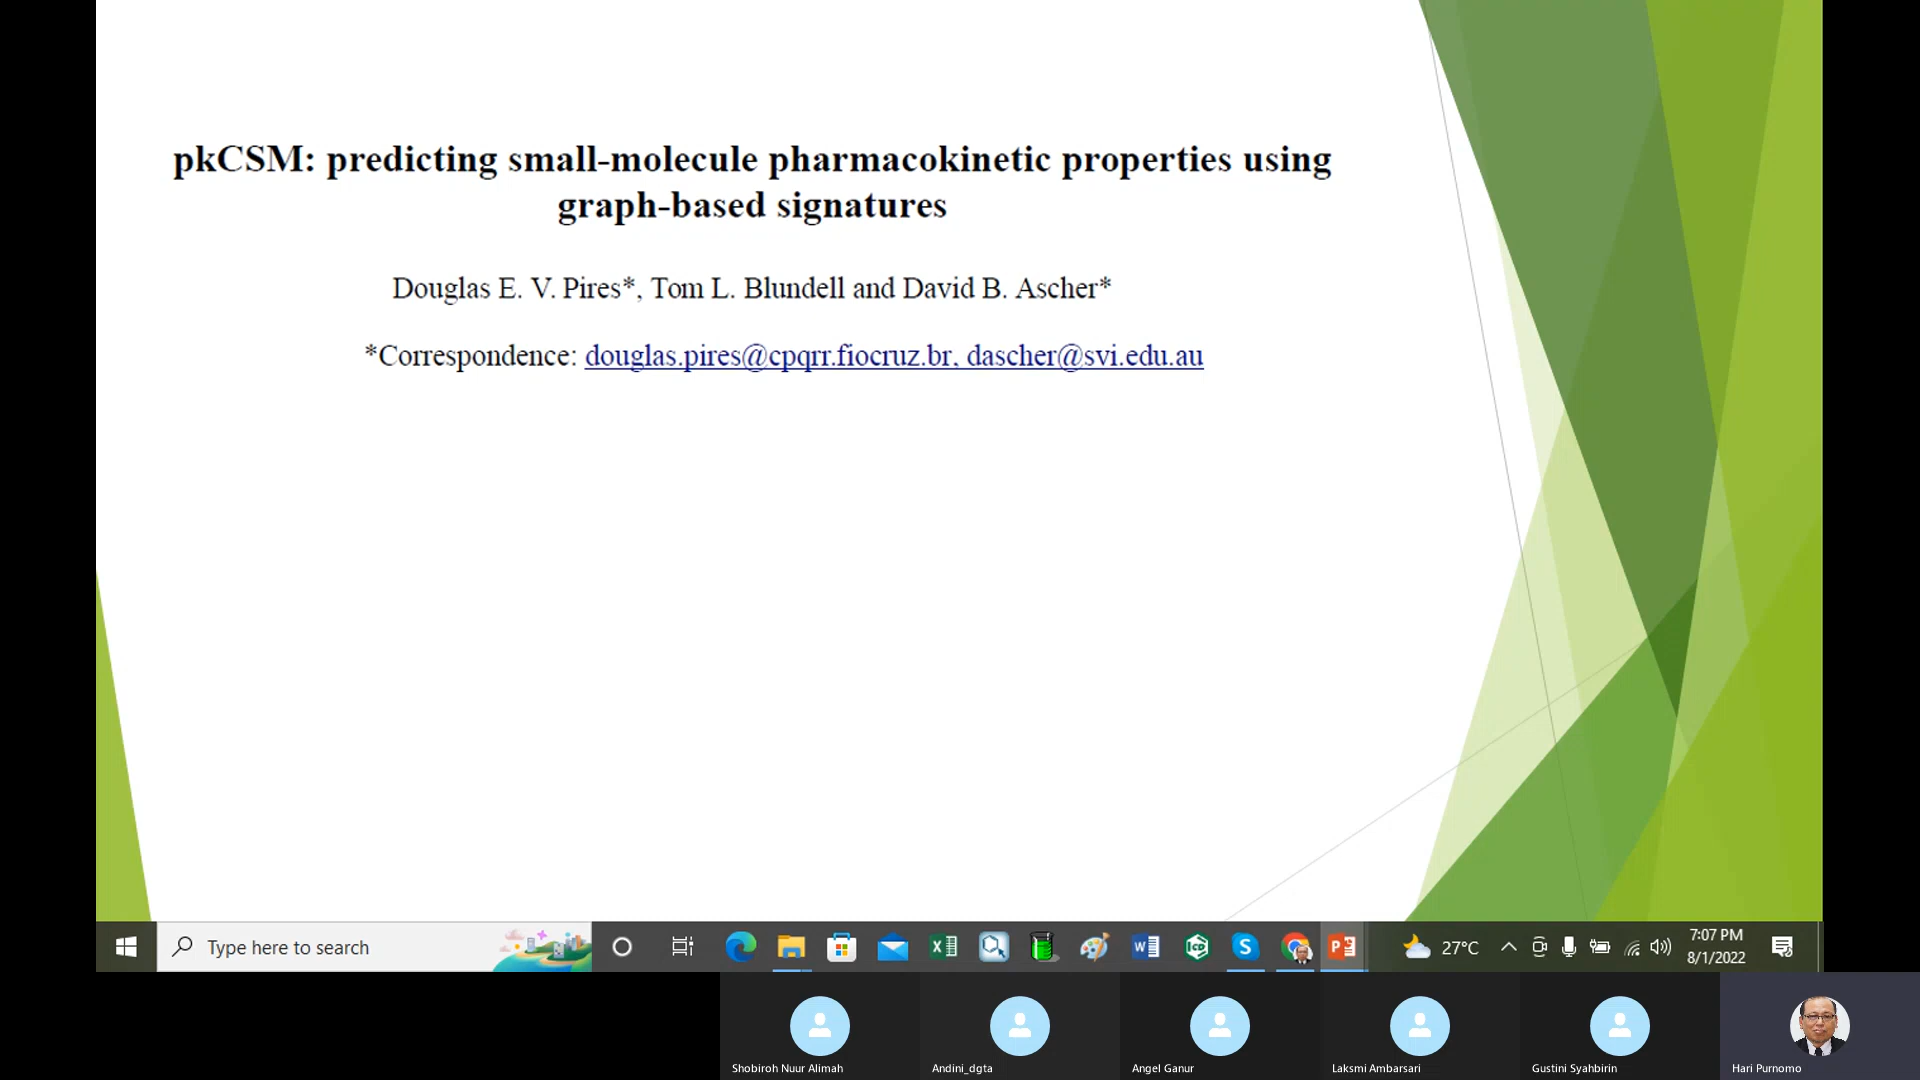 pkCSM: predicting small-molecule pharmacokinetic properties using
graph-based signatures
Douglas E. V. Pires*, Tom L. Blundell and David B. Ascher*
*Correspondence: douglas.pires@cpqrr.fiocruz.br, dascher@svi.edu.au
Type here to search
27°C
7:07 PM
8/1/2022
Shobiroh Nuur Alimah
Andini_dgta
Angel Ganur
Laksmi Ambarsari
Gustini Syahbirin
Hari Purnomo